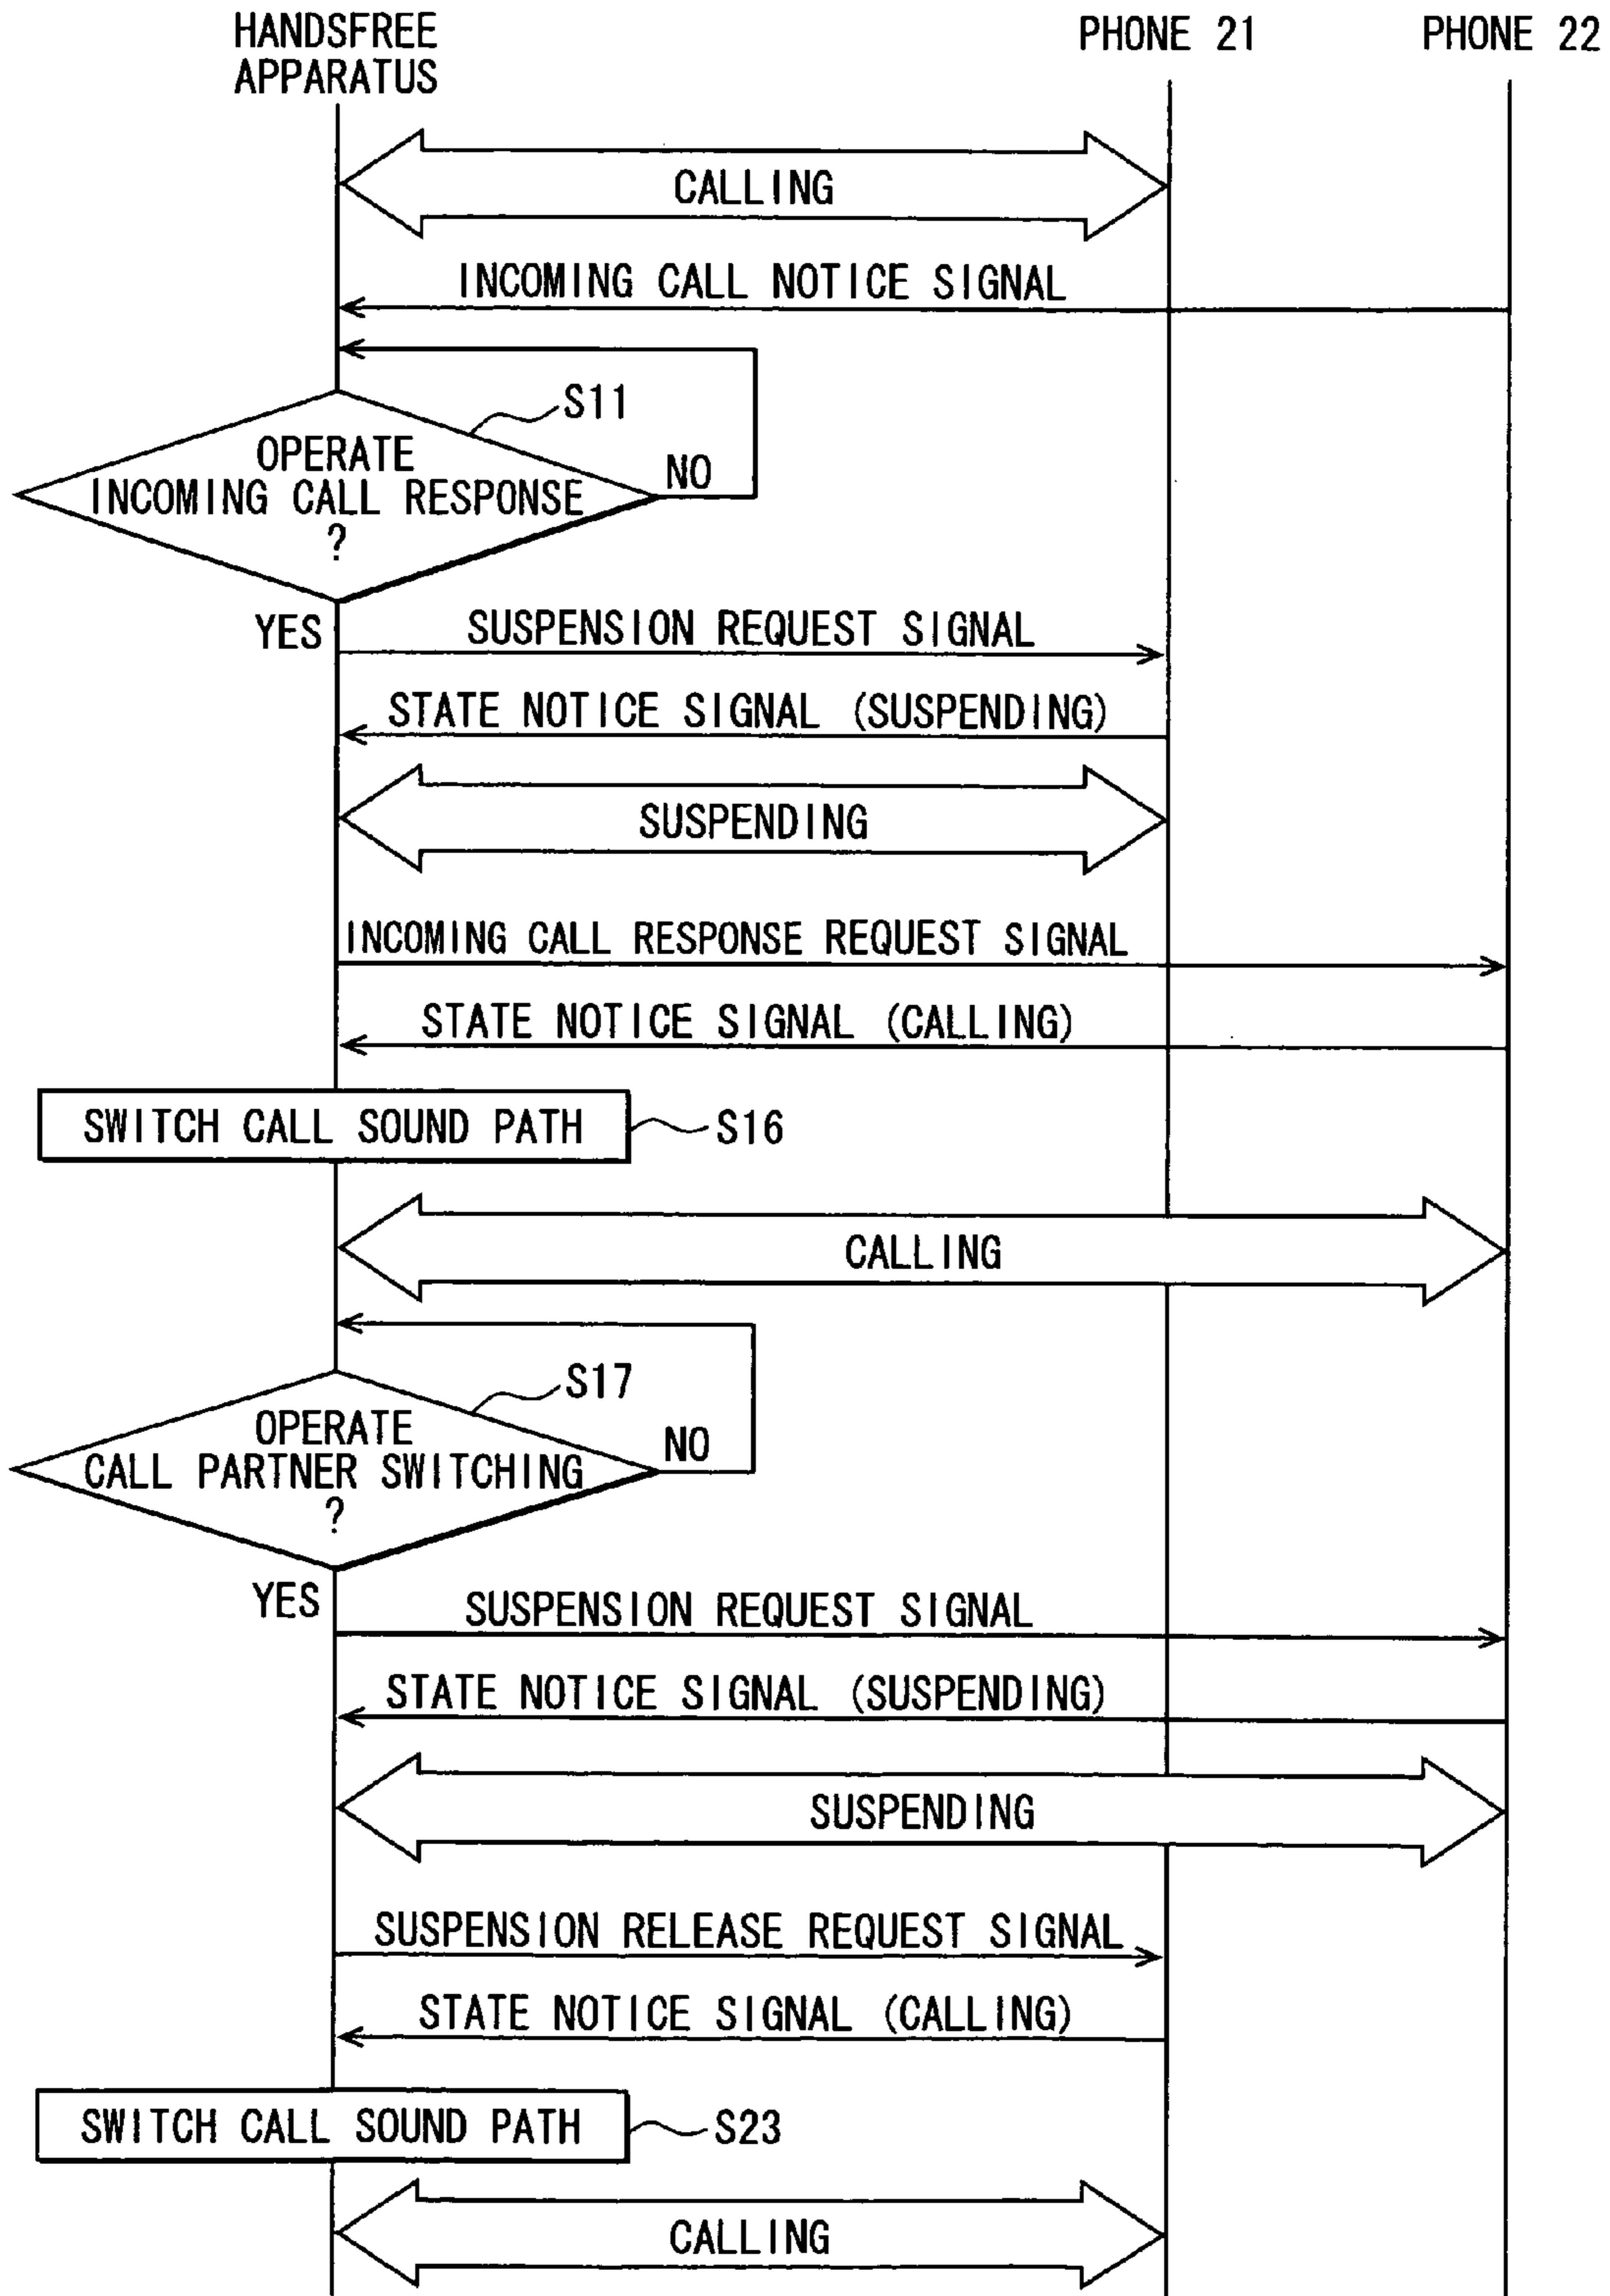 HANDSFREE
APPARATUS
PHONE 21
PHONE 22
CALLING
INCOMING CALL NOTICE SIGNAL
S11
OPERATE
INCOMING CALL RESPONSE
?
NO
YES
SUSPENSION REQUEST SIGNAL
STATE NOTICE SIGNAL (SUSPENDING)
SUSPENDING
INCOMING CALL RESPONSE REQUEST SIGNAL
STATE NOTICE SIGNAL (CALLING)
SWITCH CALL SOUND PATH
S16
CALLING
S17
OPERATE
CALL PARTNER SWITCHING
?
NO
YES
SUSPENSION REQUEST SIGNAL
STATE NOTICE SIGNAL (SUSPENDING)
SUSPENDING
SUSPENSION RELEASE REQUEST SIGNAL
STATE NOTICE SIGNAL (CALLING)
SWITCH CALL SOUND PATH
S23
CALLING